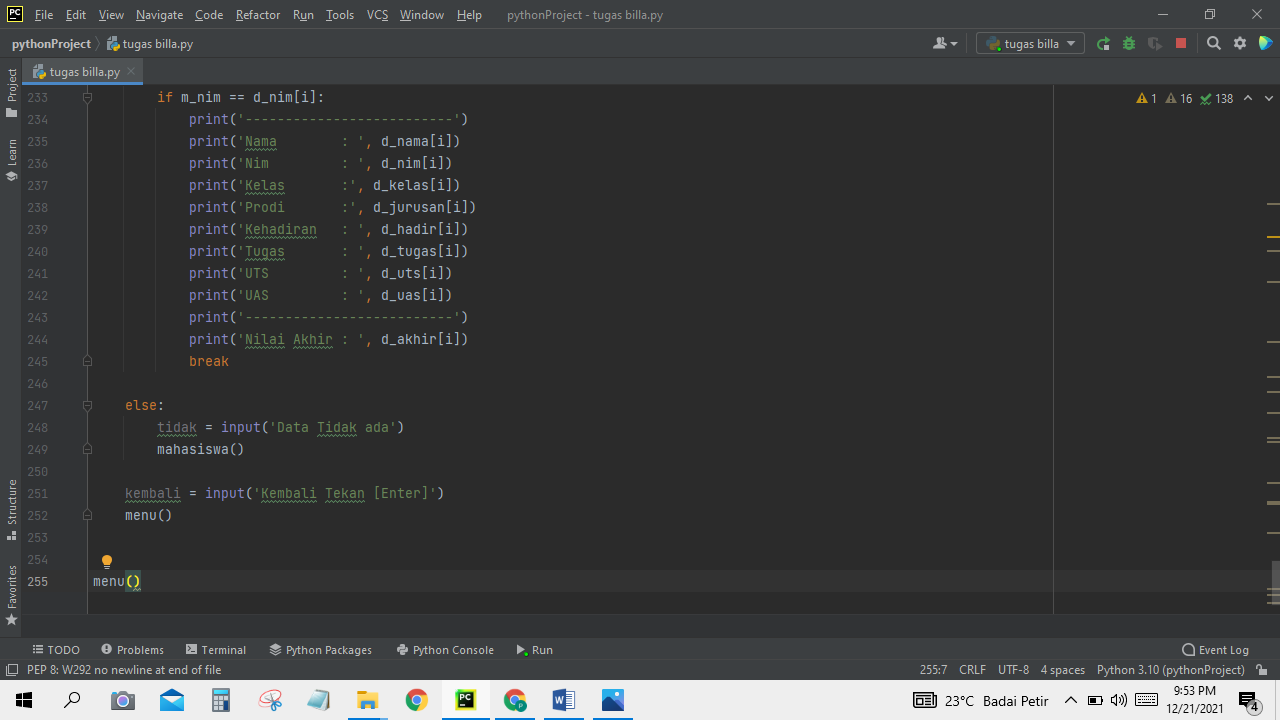 PC File Edit View Navigate Code Refactor Run Tools VCS Window Help pythonProject - tugas billa.py
pythonProject tugas billa.py tugas billa
tugas billa.py
Project
Learn
Structure
Favorites
1 16 138
233 if m_nim == d_nim[i]:
234 print('--------------------------')
235 print('Nama        : ', d_nama[i])
236 print('Nim         : ', d_nim[i])
237 print('Kelas       :', d_kelas[i])
238 print('Prodi       :', d_jurusan[i])
239 print('Kehadiran   : ', d_hadir[i])
240 print('Tugas       : ', d_tugas[i])
241 print('UTS         : ', d_uts[i])
242 print('UAS         : ', d_uas[i])
243 print('--------------------------')
244 print('Nilai Akhir : ', d_akhir[i])
245 break
246
247 else:
248 tidak = input('Data Tidak ada')
249 mahasiswa()
250
251 kembali = input('Kembali Tekan [Enter]')
252 menu()
253
254
255 menu()
TODO Problems Terminal Python Packages Python Console Run Event Log
PEP 8: W292 no newline at end of file 255:7 CRLF UTF-8 4 spaces Python 3.10 (pythonProject)
23°C Badai Petir 9:53 PM
12/21/2021
4